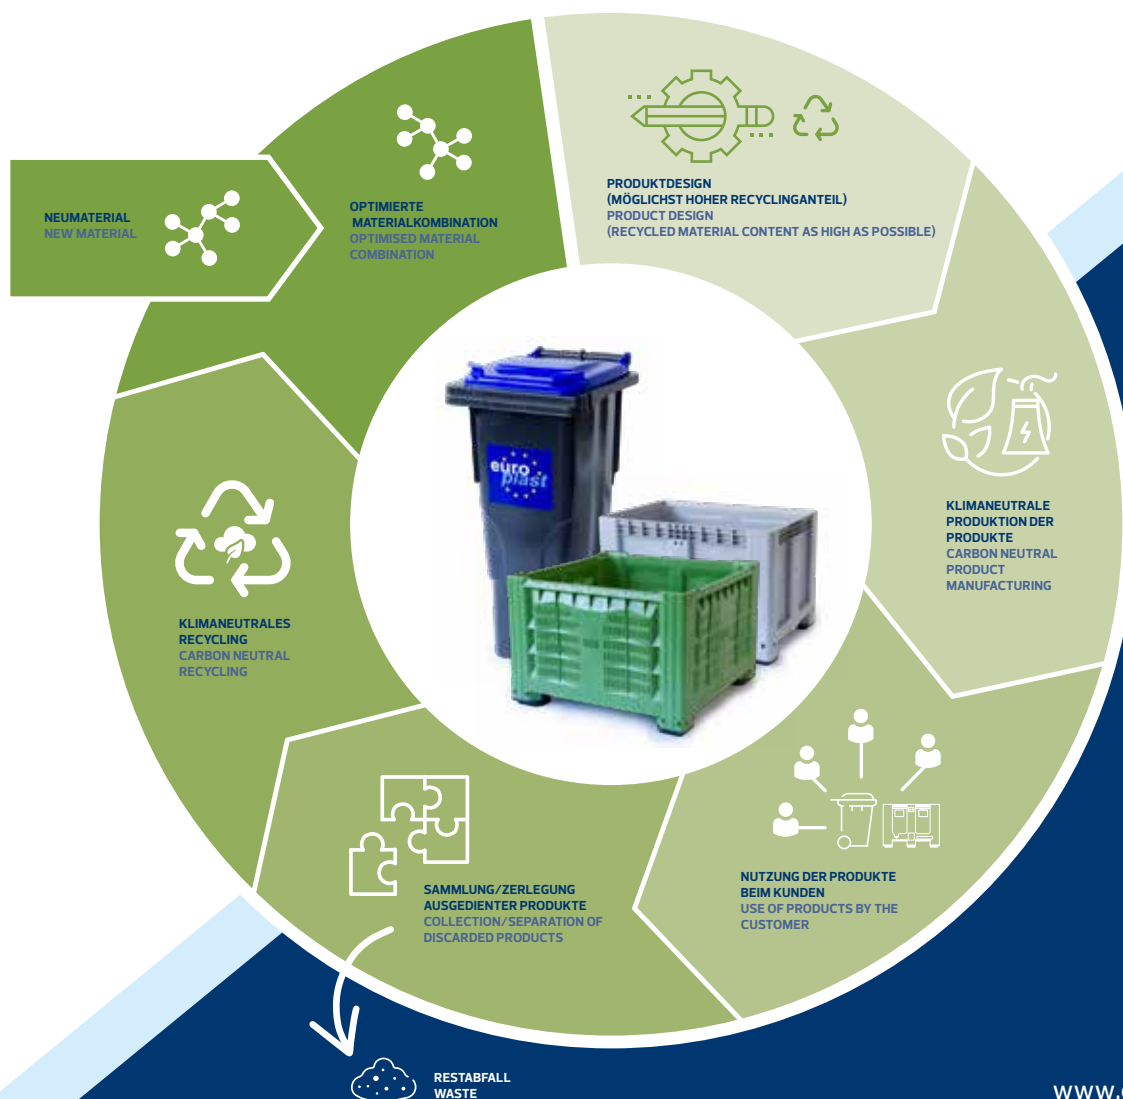 NEUMATERIAL
NEW MATERIAL
OPTIMIERTE
MATERIALKOMBINATION
OPTIMISED MATERIAL
COMBINATION
PRODUKTDESIGN
(MÖGLICHST HOHER RECYCLINGANTEIL)
PRODUCT DESIGN
(RECYCLED MATERIAL CONTENT AS HIGH AS POSSIBLE)
KLIMANEUTRALE
PRODUKTION DER
PRODUKTE
CARBON NEUTRAL
PRODUCT
MANUFACTURING
NUTZUNG DER PRODUKTE
BEIM KUNDEN
USE OF PRODUCTS BY THE
CUSTOMER
SAMMLUNG/ZERLEGUNG
AUSGEDIENTER PRODUKTE
COLLECTION/SEPARATION OF
DISCARDED PRODUCTS
RESTABFALL
WASTE
KLIMANEUTRALES
RECYCLING
CARBON NEUTRAL
RECYCLING
euro
plast
www.